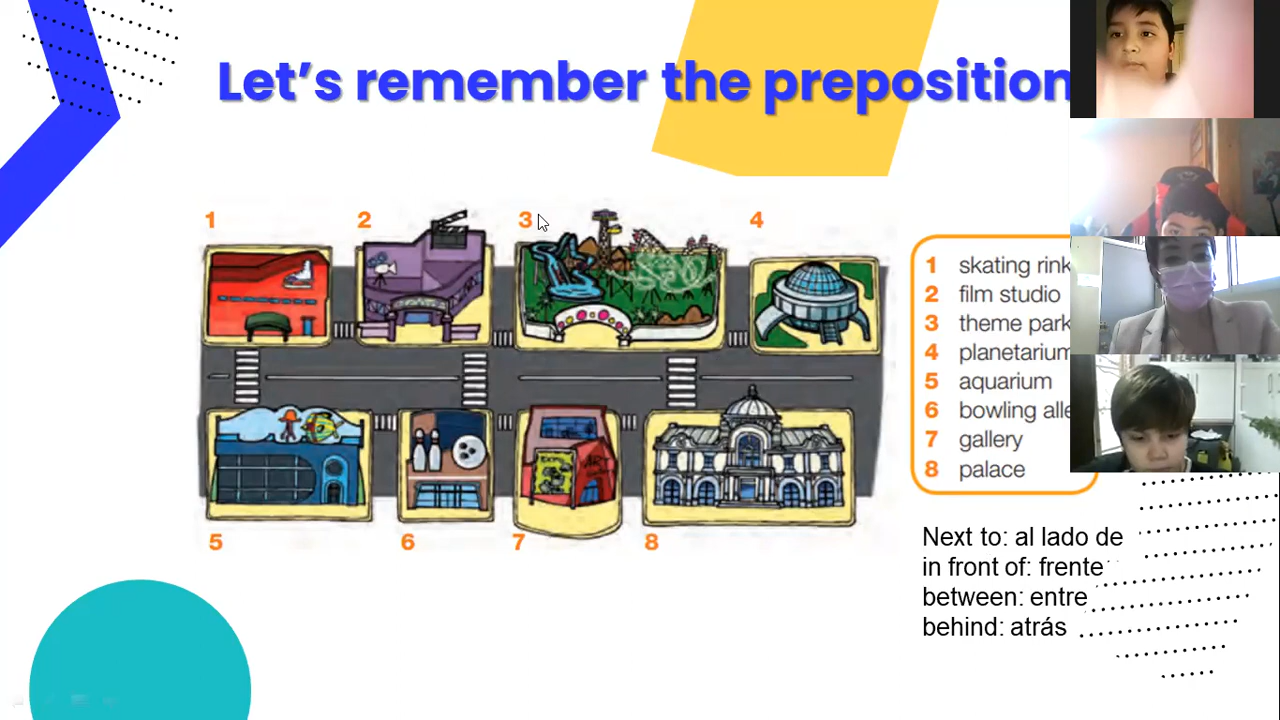 Let's remember the preposition
1 2 3 4
1 skating rink
2 film studio
3 theme park
4 planetarium
5 aquarium
6 bowling alle
7 gallery
8 palace
5 6 7 8
Next to: al lado de
in front of: frente
between: entre
behind: atrás